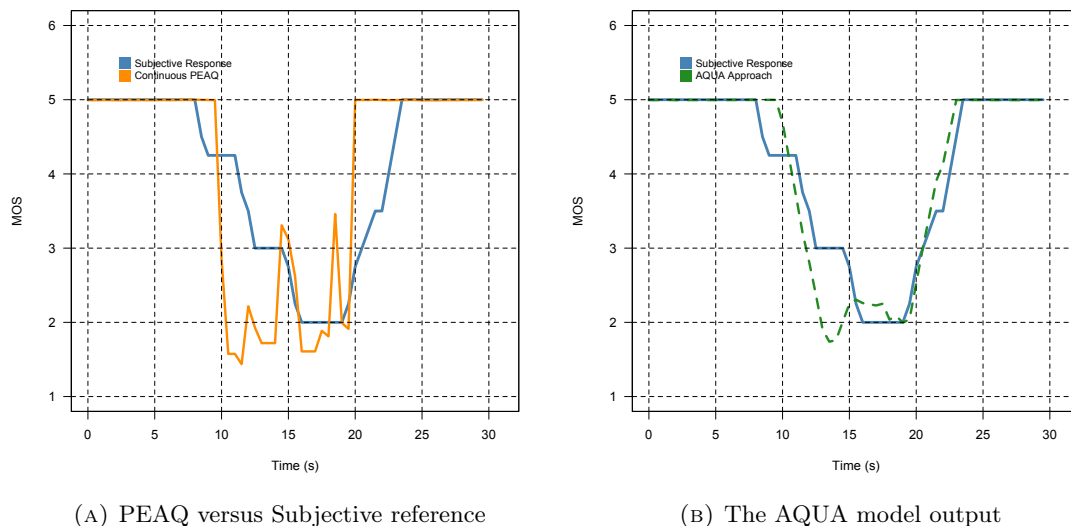 6
5
4
3
2
1
MOS
Subjective Response
Continuous PEAQ
0 5 10 15 20 25 30
Time (s)
(A) PEAQ versus Subjective reference
6
5
4
3
2
1
MOS
Subjective Response
AQUA Approach
0 5 10 15 20 25 30
Time (s)
(B) The AQUA model output